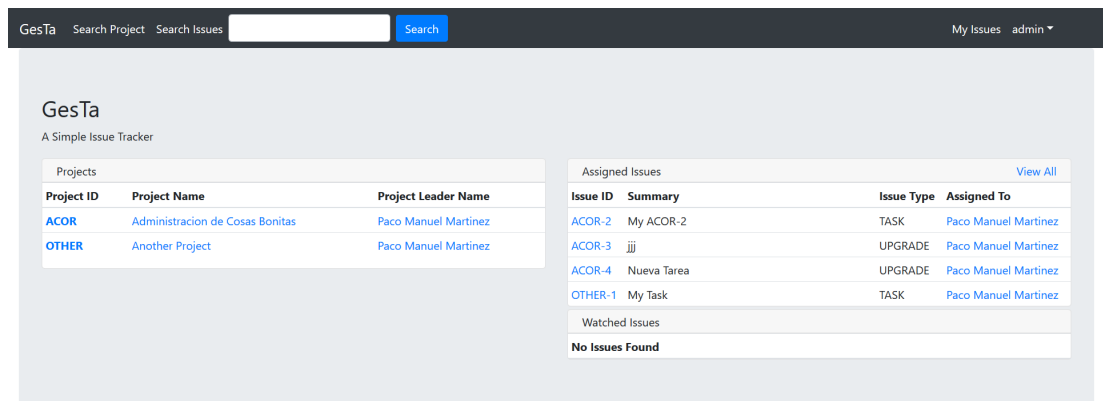 GesTa Search Project Search Issues Search My Issues admin
GesTa
A Simple Issue Tracker
Projects
Project ID Project Name Project Leader Name
ACOR Administracion de Cosas Bonitas Paco Manuel Martinez
OTHER Another Project Paco Manuel Martinez
Assigned Issues View All
Issue ID Summary Issue Type Assigned To
ACOR-2 My ACOR-2 TASK Paco Manuel Martinez
ACOR-3 jjj UPGRADE Paco Manuel Martinez
ACOR-4 Nueva Tarea UPGRADE Paco Manuel Martinez
OTHER-1 My Task TASK Paco Manuel Martinez
Watched Issues
No Issues Found